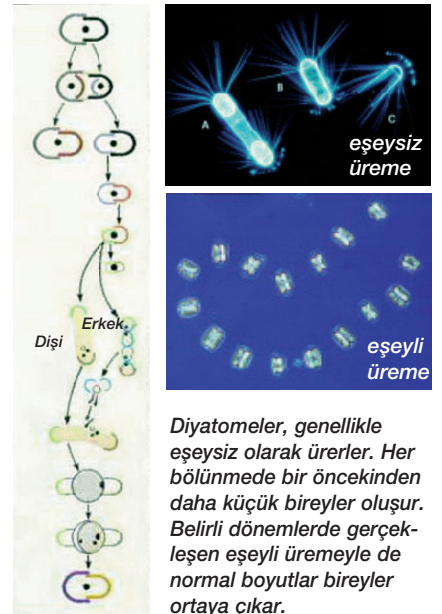 A
B
C
eşeysiz
üreme
Dişi
Erkek
eşeyli
üreme
Diyatomeler, genellikle
eşeysiz olarak ürerler. Her
bölünmede bir öncekinden
daha küçük bireyler oluşur.
Belirli dönemlerde gerçek-
leşen eşeyli üremeyle de
normal boyutlar bireyler
ortaya çıkar.